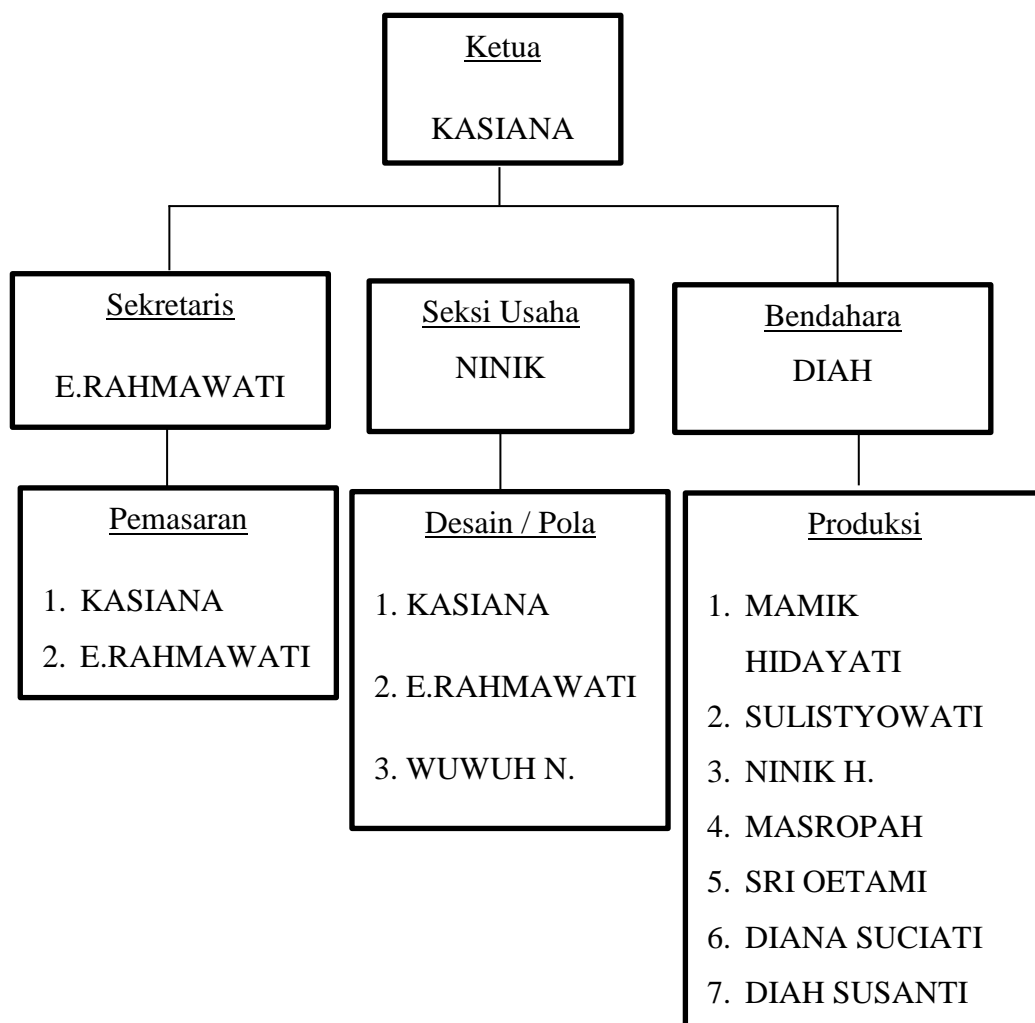 Ketua
KASIANA
Sekretaris
E.RAHMAWATI
Seksi Usaha
NINIK
Bendahara
DIAH
Pemasaran
1. KASIANA
2. E.RAHMAWATI
Desain / Pola
1. KASIANA
2. E.RAHMAWATI
3. WUWUH N.
Produksi
1. MAMIK
HIDAYATI
2. SULISTYOWATI
3. NINIK H.
4. MASROPAH
5. SRI OETAMI
6. DIANA SUCIATI
7. DIAH SUSANTI